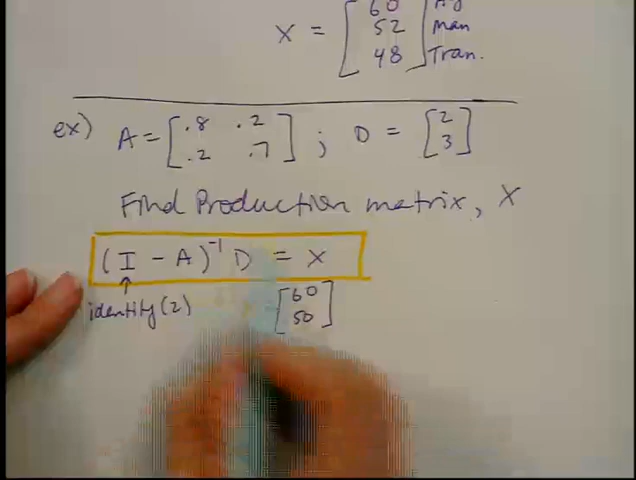 X = [60 52 48] Ag Man Tran.
ex) A = [.8 .2 .2 .7] ; D = [2 3]
Find Production matrix, X
(I - A)⁻¹ D = X
identity(2) [60 50]